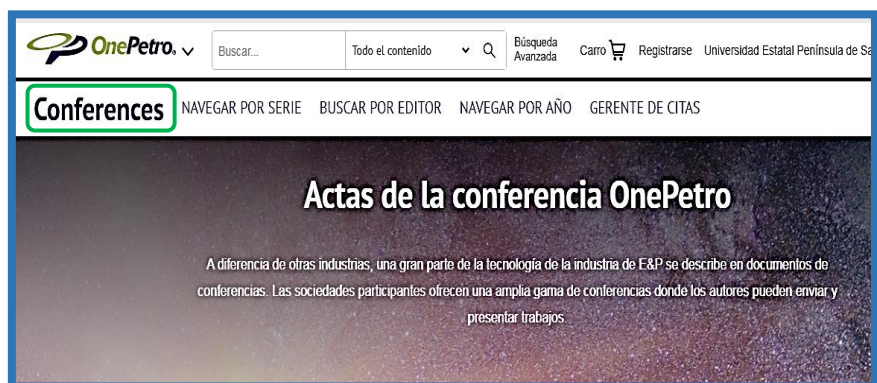 OnePetro
Buscar...
Todo el contenido
Búsqueda
Avanzada
Carro
Registrarse
Universidad Estatal Península de Sa
Conferences
NAVEGAR POR SERIE
BUSCAR POR EDITOR
NAVEGAR POR AÑO
GERENTE DE CITAS
Actas de la conferencia OnePetro
A diferencia de otras industrias, una gran parte de la tecnología de la industria de E&P se describe en documentos de
conferencias. Las sociedades participantes ofrecen una amplia gama de conferencias donde los autores pueden enviar y
presentar trabajos.